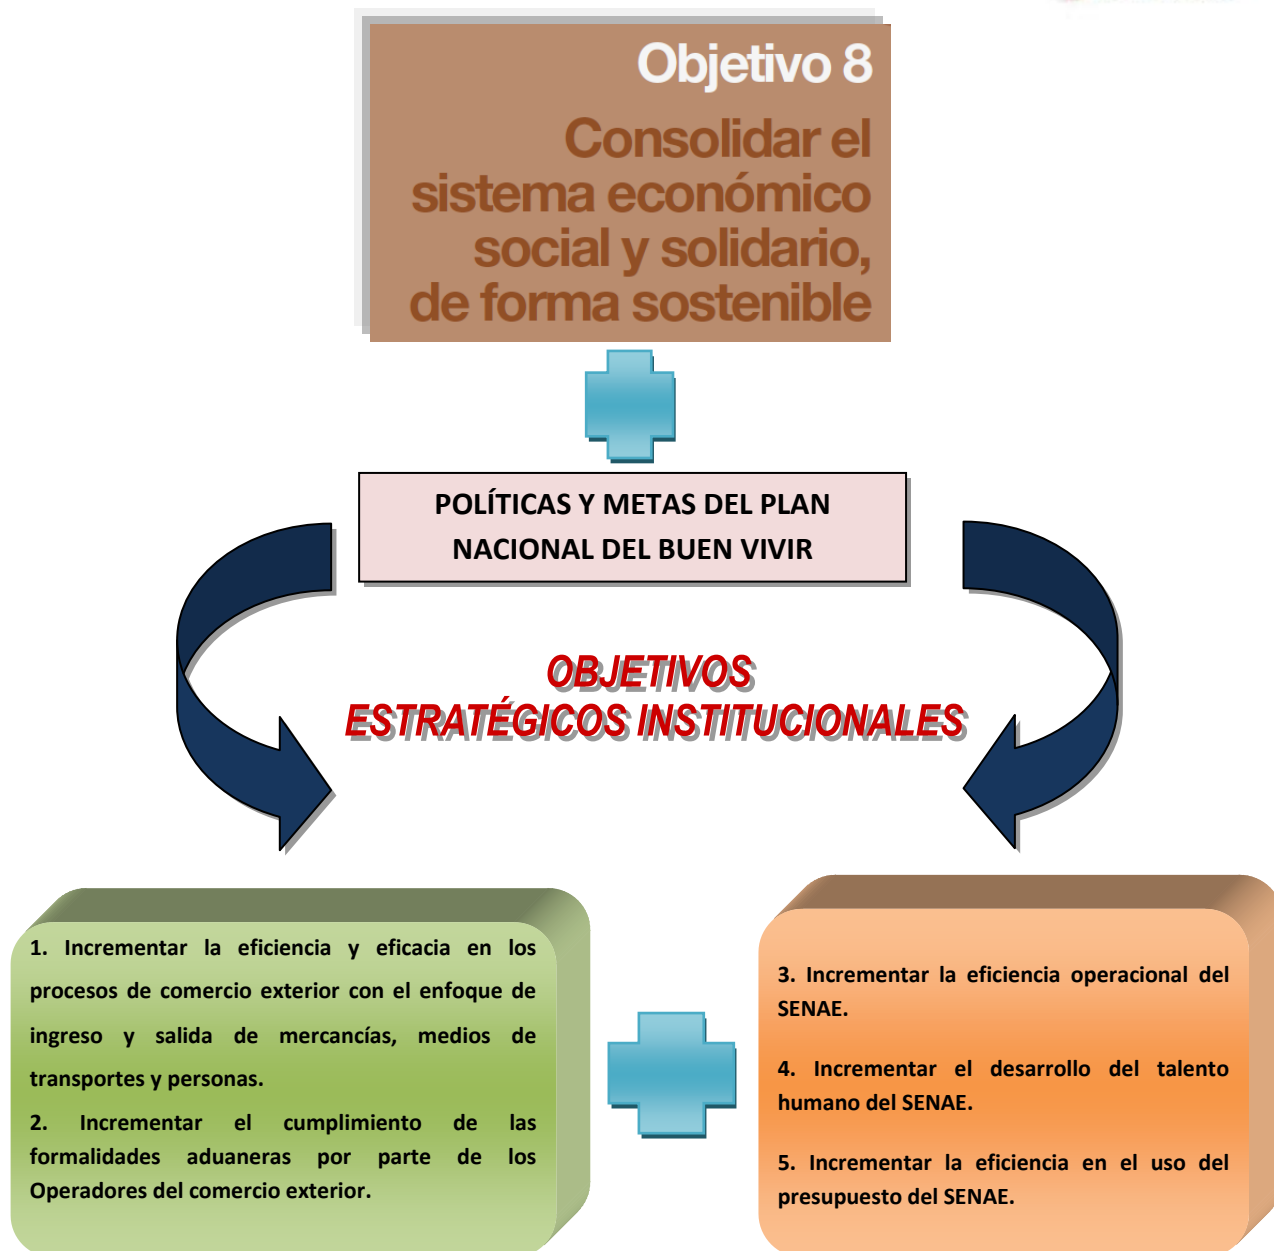 Objetivo 8
Consolidar el
sistema económico
social y solidario,
de forma sostenible
POLÍTICAS Y METAS DEL PLAN
NACIONAL DEL BUEN VIVIR
OBJETIVOS
ESTRATÉGICOS INSTITUCIONALES
1. Incrementar la eficiencia y eficacia en los
procesos de comercio exterior con el enfoque de
ingreso y salida de mercancías, medios de
transportes y personas.
2. Incrementar el cumplimiento de las
formalidades aduaneras por parte de los
Operadores del comercio exterior.
3. Incrementar la eficiencia operacional del
SENAE.
4. Incrementar el desarrollo del talento
humano del SENAE.
5. Incrementar la eficiencia en el uso del
presupuesto del SENAE.